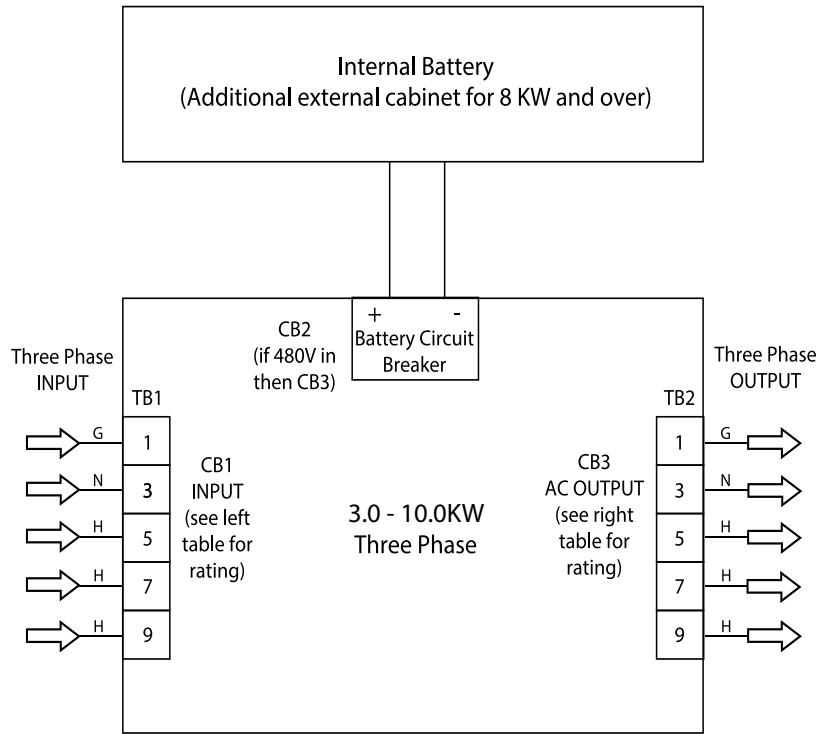 Internal Battery
(Additional external cabinet for 8 KW and over)
+ -
Battery Circuit
Breaker
CB2
(if 480V in
then CB3)
Three Phase
INPUT
TB1
G 1
N 3
H 5
H 7
H 9
CB1
INPUT
(see left
table for
rating)
3.0 - 10.0KW
Three Phase
CB3
AC OUTPUT
(see right
table for
rating)
Three Phase
OUTPUT
TB2
1 G
3 N
5 H
7 H
9 H